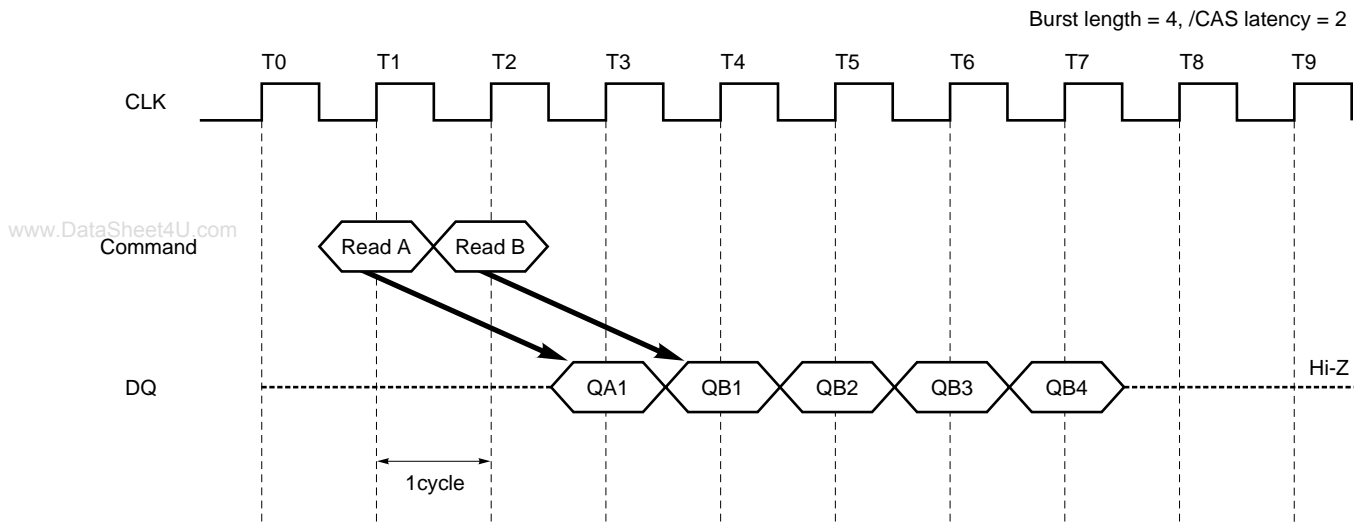 Burst length = 4, /CAS latency = 2
T0 T1 T2 T3 T4 T5 T6 T7 T8 T9
CLK
www.DataSheet4U.com
Command Read A Read B
Hi-Z
DQ QA1 QB1 QB2 QB3 QB4
1cycle